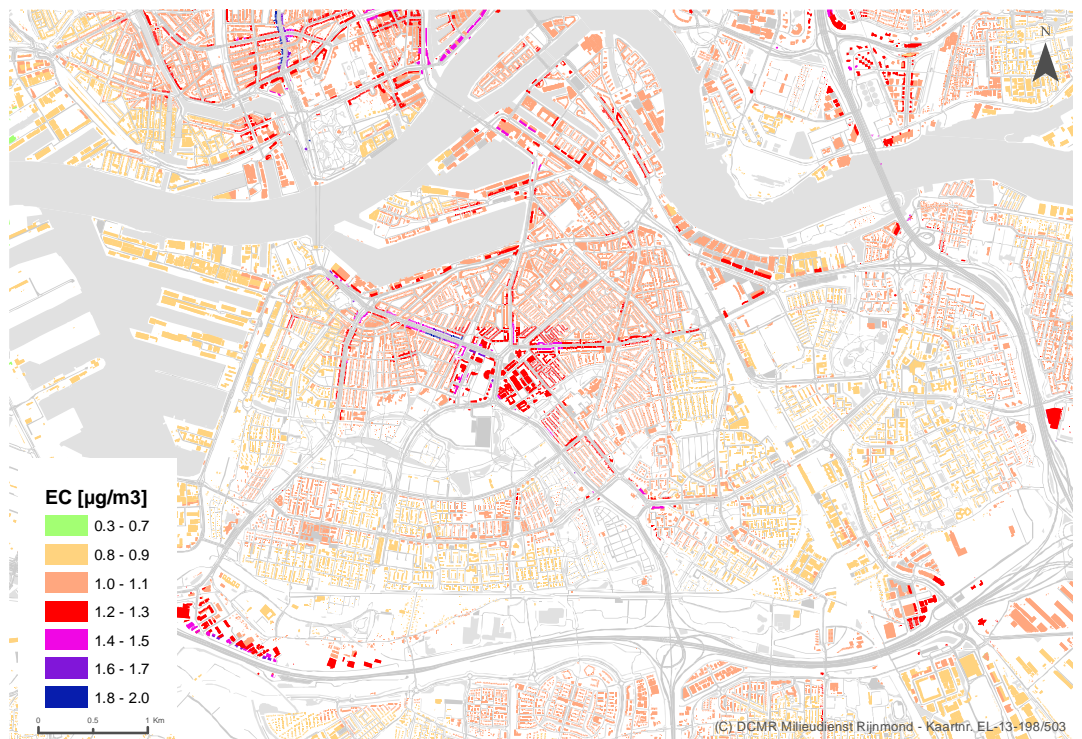 N
EC [µg/m3]
0.3 - 0.7
0.8 - 0.9
1.0 - 1.1
1.2 - 1.3
1.4 - 1.5
1.6 - 1.7
1.8 - 2.0
0 0.5 1 Km
(C) DCMR Milieudienst Rijnmond - Kaartnr. EL-13-198/503